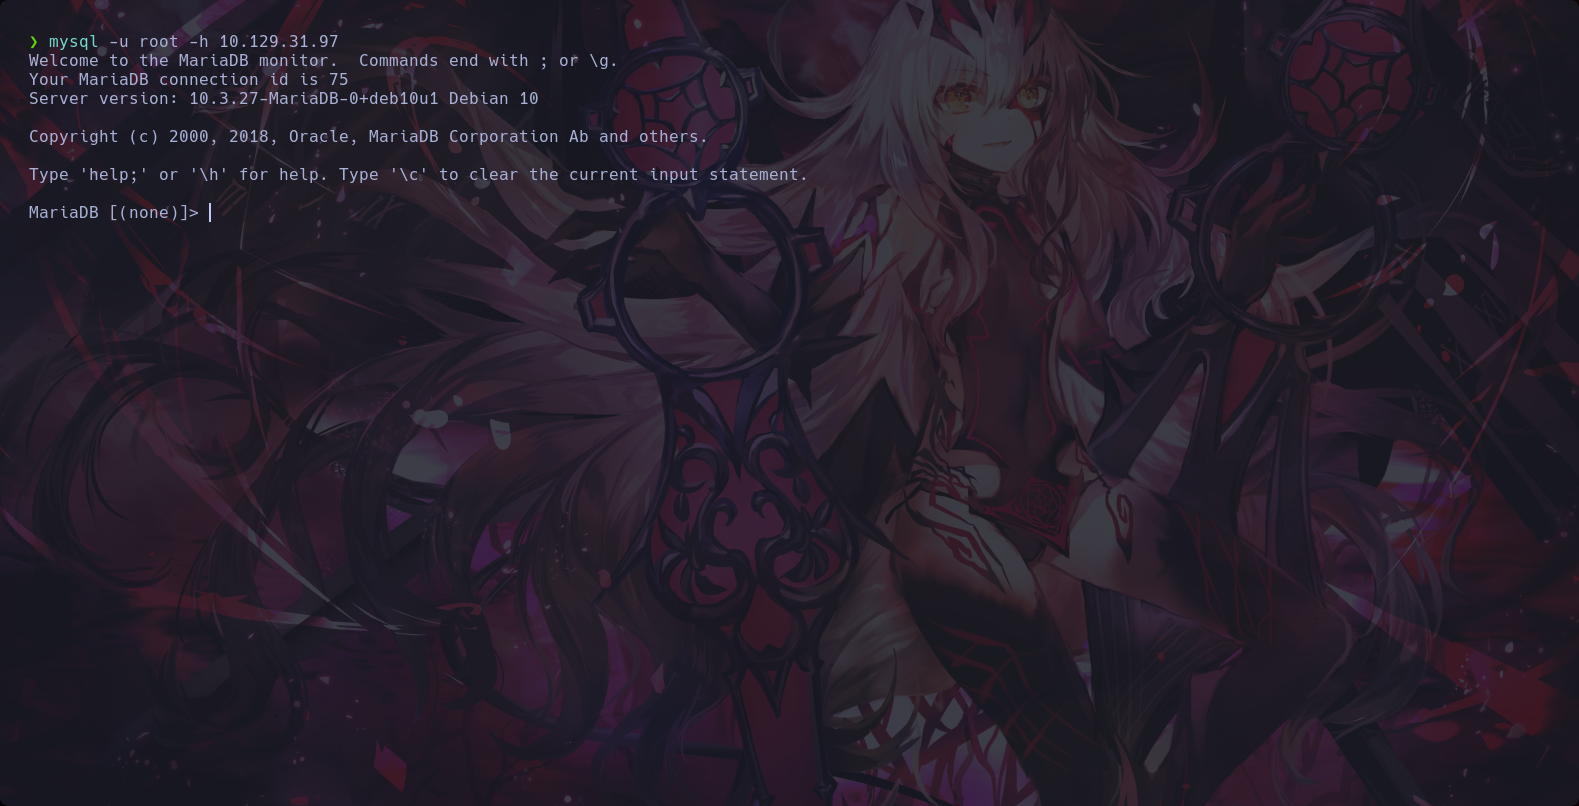 ❯ mysql -u root -h 10.129.31.97
Welcome to the MariaDB monitor.  Commands end with ; or \g.
Your MariaDB connection id is 75
Server version: 10.3.27-MariaDB-0+deb10u1 Debian 10
Copyright (c) 2000, 2018, Oracle, MariaDB Corporation Ab and others.
Type 'help;' or '\h' for help. Type '\c' to clear the current input statement.
MariaDB [(none)]>